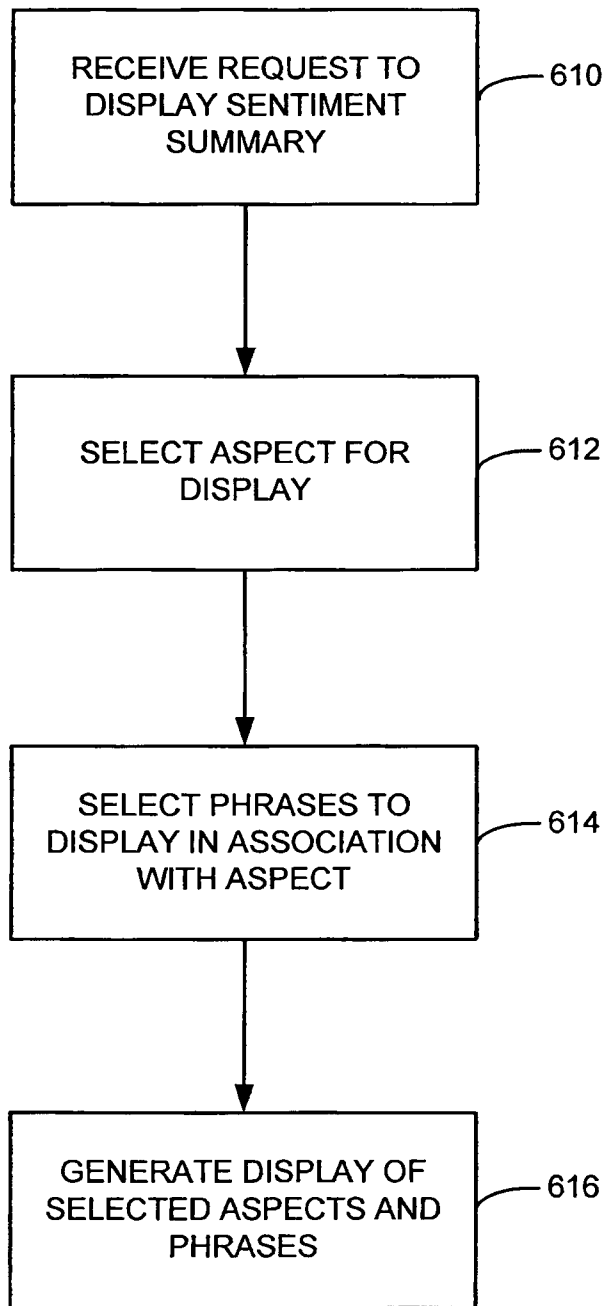 RECEIVE REQUEST TO
DISPLAY SENTIMENT
SUMMARY
610
SELECT ASPECT FOR
DISPLAY
612
SELECT PHRASES TO
DISPLAY IN ASSOCIATION
WITH ASPECT
614
GENERATE DISPLAY OF
SELECTED ASPECTS AND
PHRASES
616